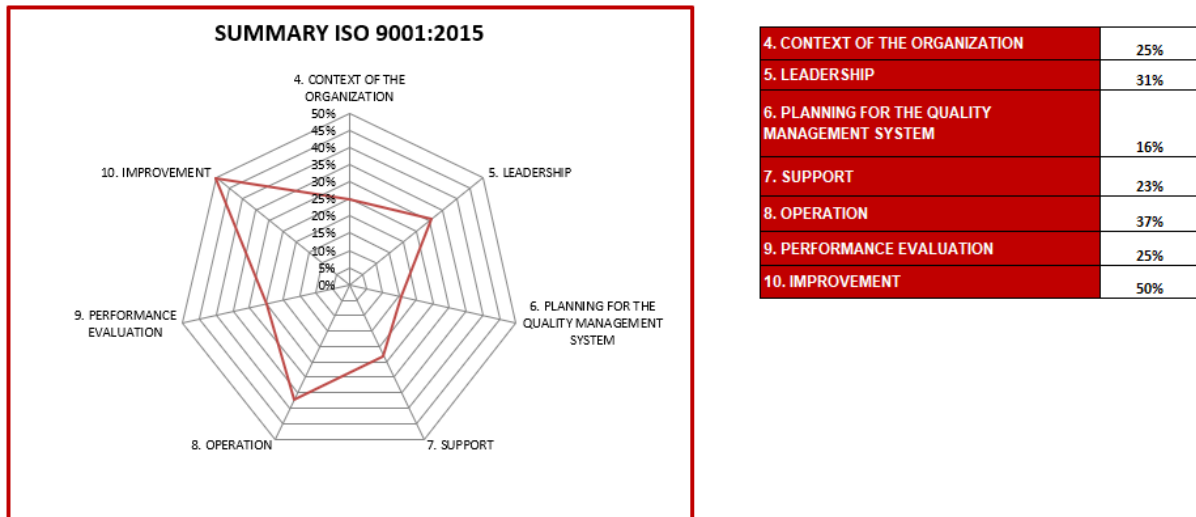 SUMMARY ISO 9001:2015
4. CONTEXT OF THE
ORGANIZATION
50%
45%
40%
35%
30%
25%
20%
15%
10%
5%
0%
5. LEADERSHIP
6. PLANNING FOR THE
QUALITY MANAGEMENT
SYSTEM
7. SUPPORT
8. OPERATION
9. PERFORMANCE
EVALUATION
10. IMPROVEMENT
4. CONTEXT OF THE ORGANIZATION 25%
5. LEADERSHIP 31%
6. PLANNING FOR THE QUALITY
MANAGEMENT SYSTEM 16%
7. SUPPORT 23%
8. OPERATION 37%
9. PERFORMANCE EVALUATION 25%
10. IMPROVEMENT 50%